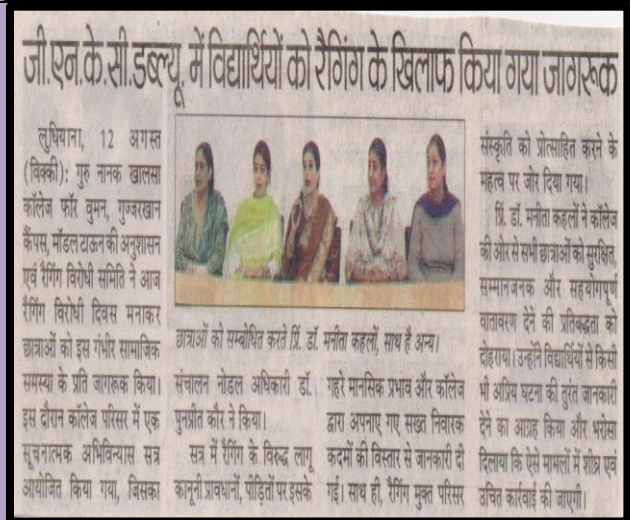 जी.एन.के.सी.डब्ल्यू. में विद्यार्थियों को रैगिंग के खिलाफ किया गया जागरूक
लुधियाना, 12 अगस्त
(विक्की): गुरु नानक खालसा
कॉलेज फॉर वुमन, गुज्जरखान
कैंपस, मॉडल टाऊन की अनुशासन
एवं रैगिंग विरोधी समिति ने आज
रैगिंग विरोधी दिवस मनाकर
छात्राओं को इस गंभीर सामाजिक
समस्या के प्रति जागरूक किया।
इस दौरान कॉलेज परिसर में एक
सूचनात्मक अभिविन्यास सत्र
आयोजित किया गया, जिसका
छात्राओं को सम्बोधित करते प्रिं. डॉ. मनीता कहलों, साथ है अन्य।
संचालन नोडल अधिकारी डॉ.
पुनप्रीत कौर ने किया।
सत्र में रैगिंग के विरुद्ध लागू
कानूनी प्रावधानों, पीड़ितों पर इसके
गहरे मानसिक प्रभाव और कॉलेज
द्वारा अपनाए गए सख्त निवारक
कदमों की विस्तार से जानकारी दी
गई। साथ ही, रैगिंग मुक्त परिसर
संस्कृति को प्रोत्साहित करने के
महत्व पर जोर दिया गया।
प्रिं. डॉ. मनीता कहलों ने कॉलेज
की ओर से सभी छात्राओं को सुरक्षित,
सम्मानजनक और सहयोगपूर्ण
वातावरण देने की प्रतिबद्धता को
दोहराया। उन्होंने विद्यार्थियों से किसी
भी अप्रिय घटना की तुरंत जानकारी
देने का आग्रह किया और भरोसा
दिलाया कि ऐसे मामलों में शीघ्र एवं
उचित कार्रवाई की जाएगी।